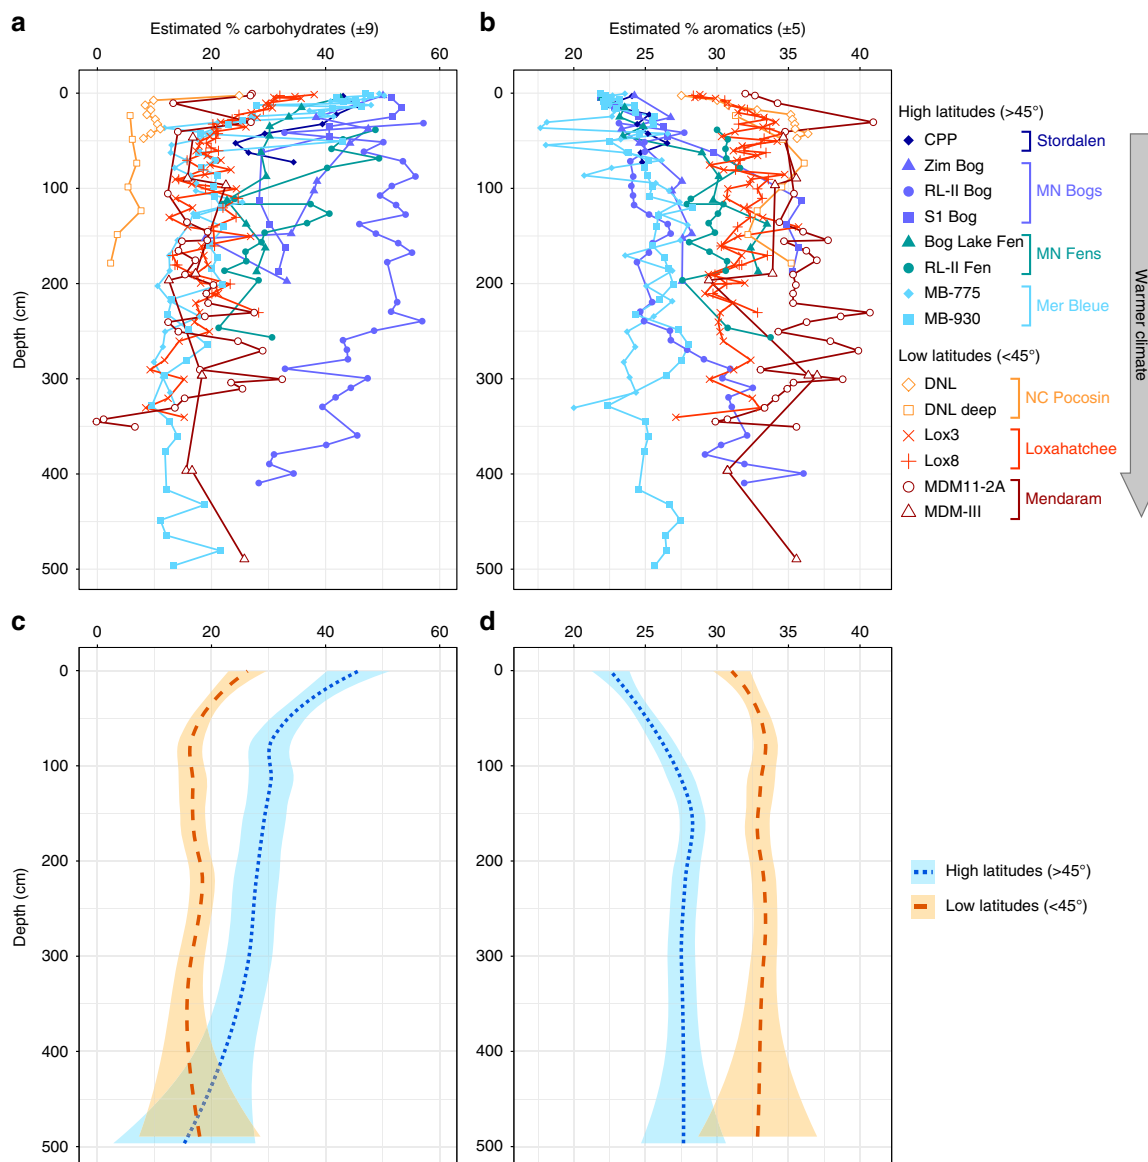 a
Estimated % carbohydrates (±9)
0 20 40 60
0
100
200
300
400
500
Depth (cm)
b
Estimated % aromatics (±5)
20 25 30 35 40
High latitudes (>45°)
CPP
Stordalen
Zim Bog
RL-II Bog
MN Bogs
S1 Bog
Bog Lake Fen
MN Fens
RL-II Fen
MB-775
Mer Bleue
MB-930
Low latitudes (<45°)
DNL
NC Pocosin
DNL deep
Lox3
Loxahatchee
Lox8
MDM11-2A
Mendaram
MDM-III
Warmer climate
c
0 20 40 60
0
100
200
300
400
500
Depth (cm)
d
20 25 30 35 40
0
100
200
300
400
500
High latitudes (>45°)
Low latitudes (<45°)